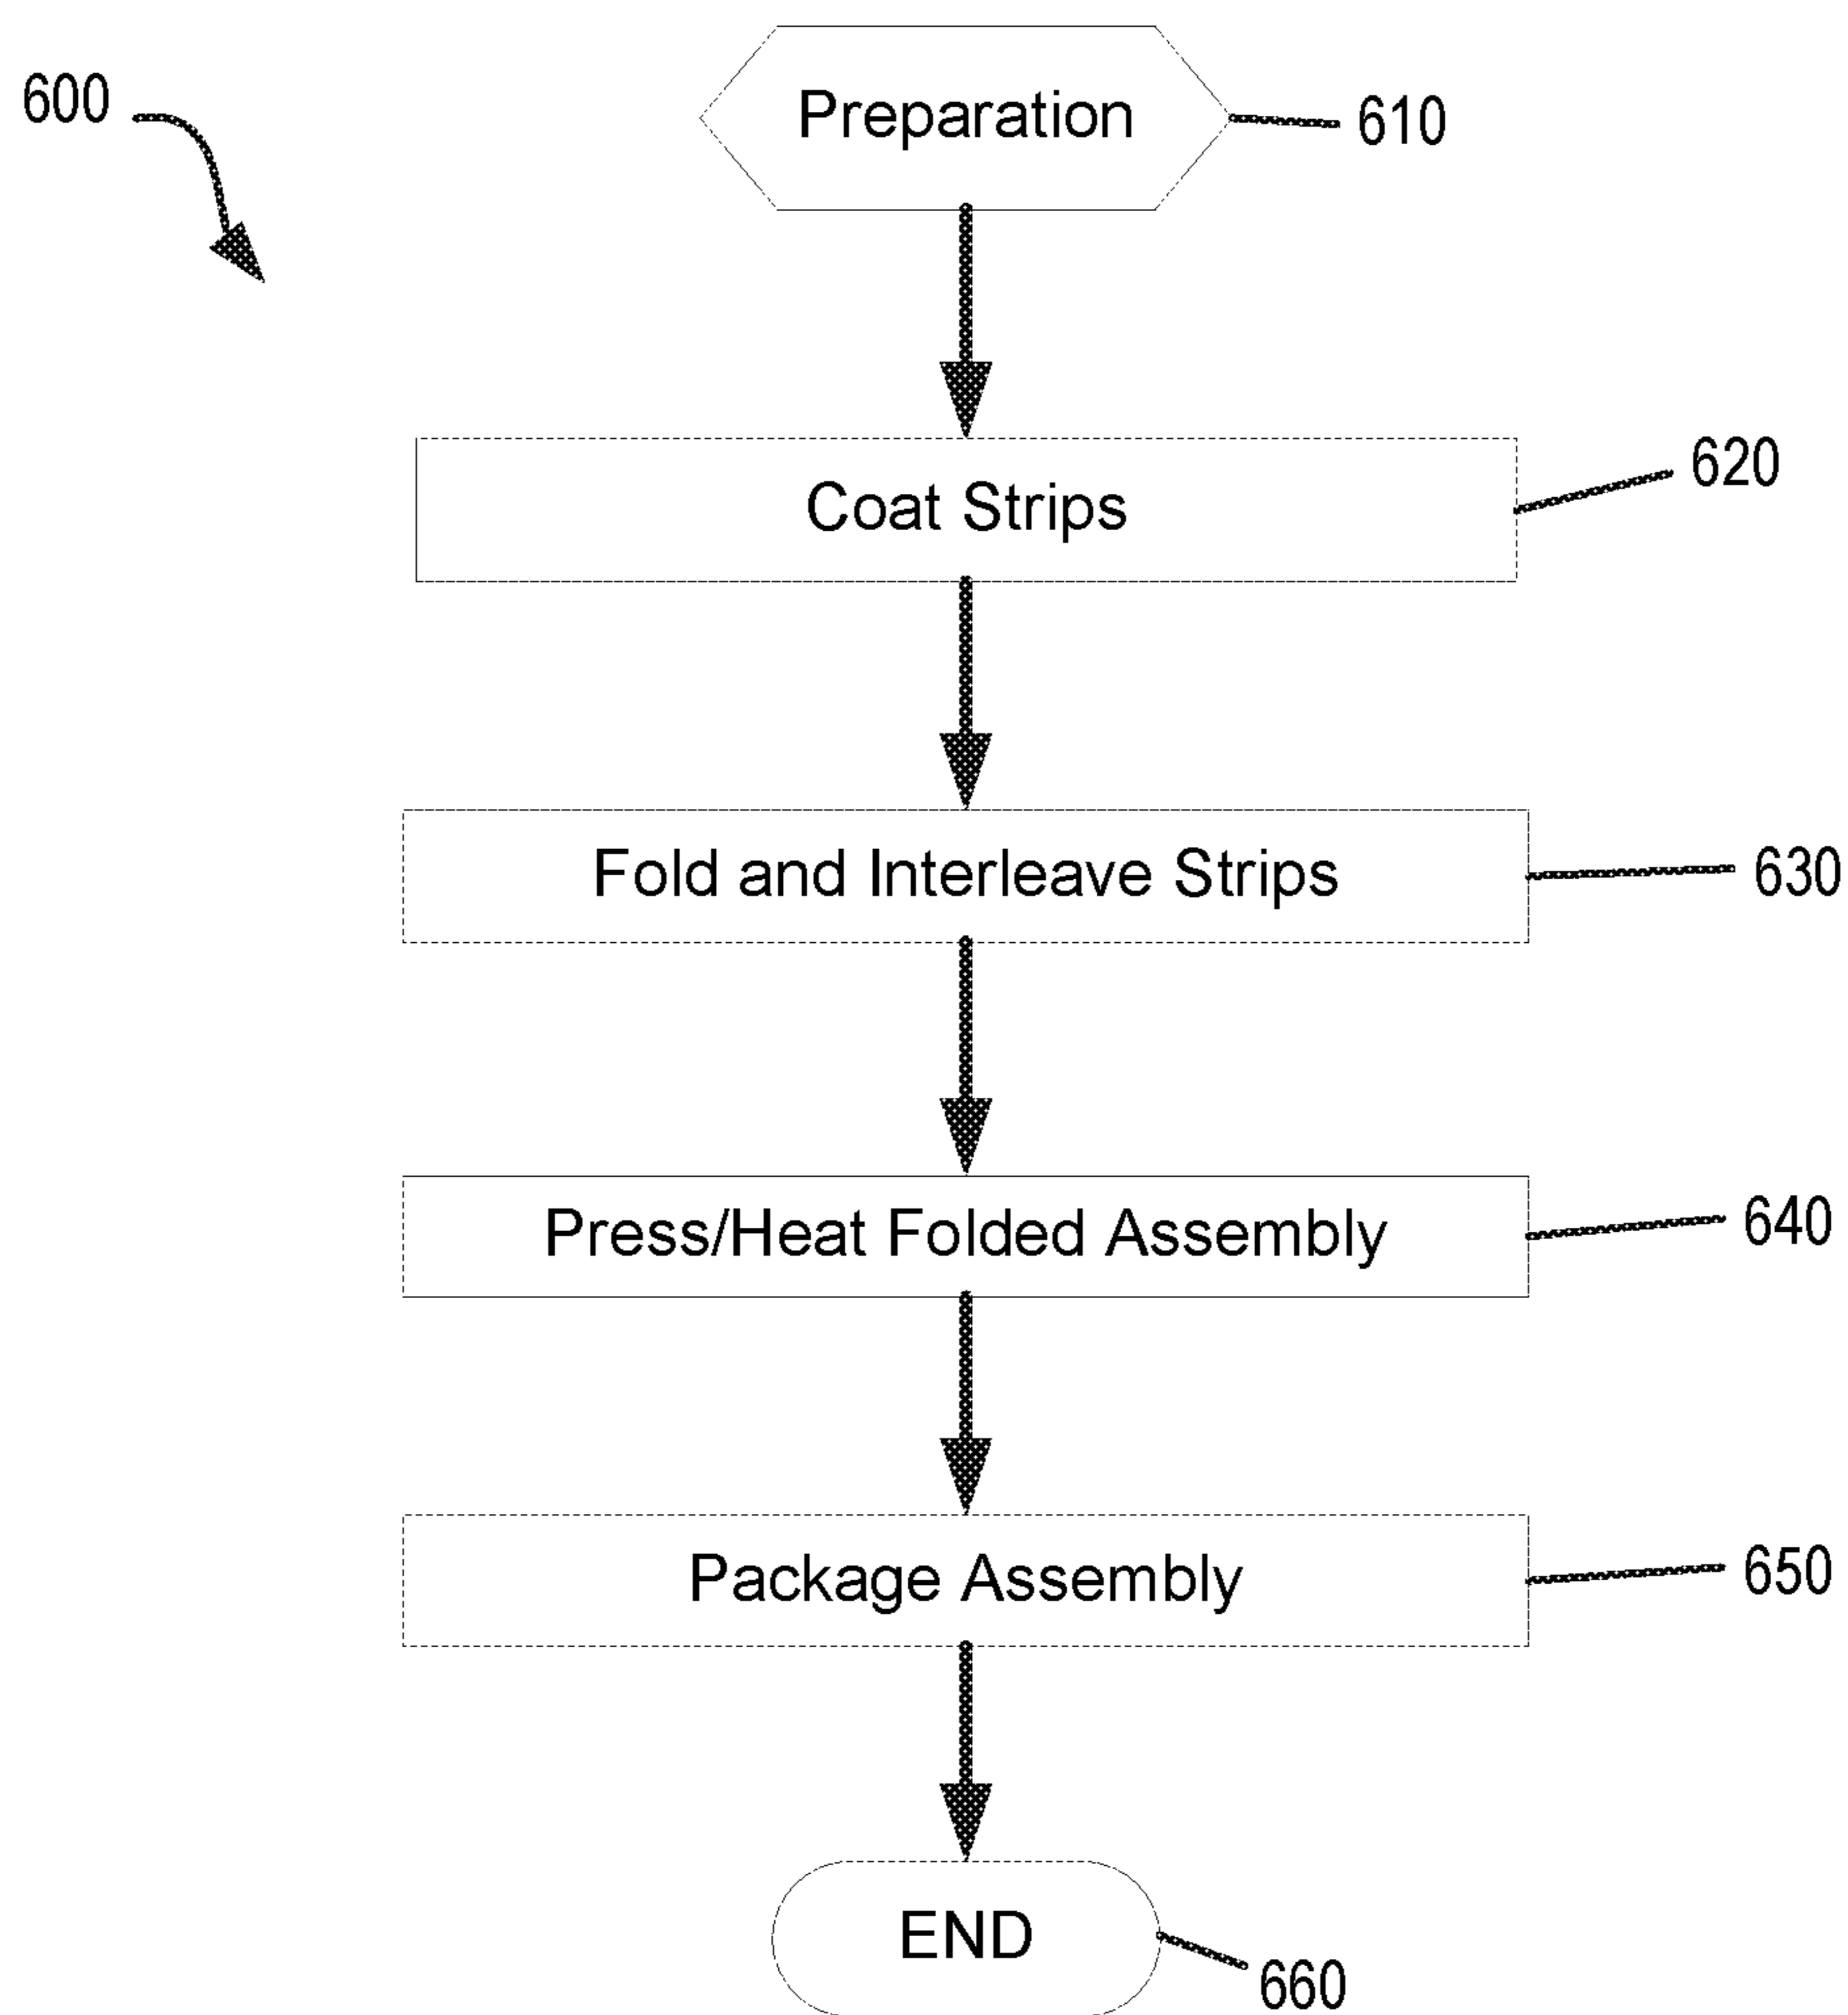 600
Preparation
610
Coat Strips
620
Fold and Interleave Strips
630
Press/Heat Folded Assembly
640
Package Assembly
650
END
660